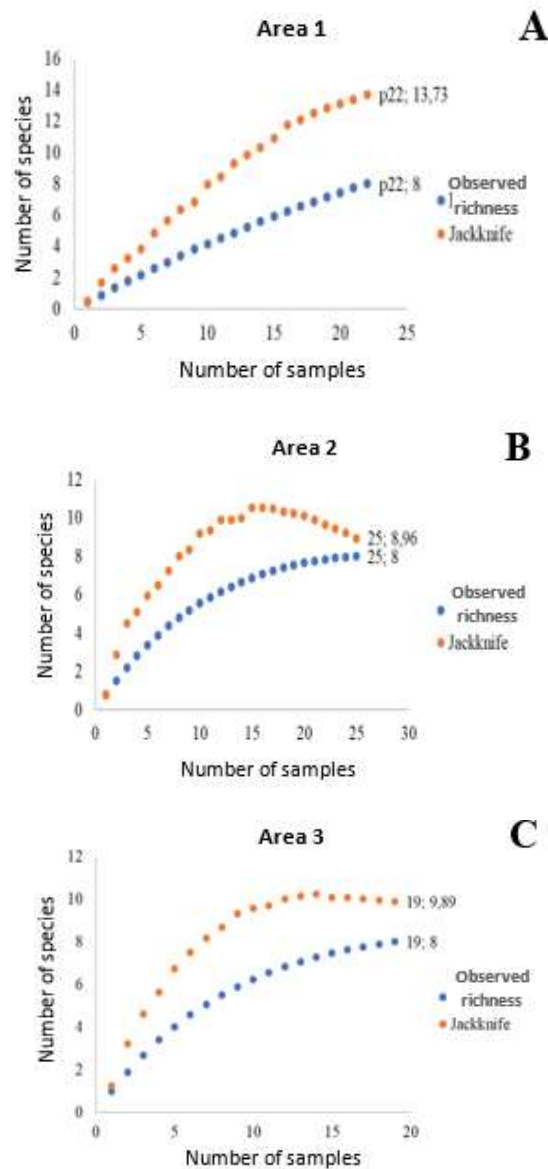 A
Area 1
Number of species
16
14
12
10
8
6
4
2
0
0 5 10 15 20 25
Number of samples
p22; 13,73
p22; 8
Observed
richness
Jackknife
B
Area 2
Number of species
12
10
8
6
4
2
0
0 5 10 15 20 25 30
Number of samples
25; 8,96
25; 8
Observed
richness
Jackknife
C
Area 3
Number of species
12
10
8
6
4
2
0
0 5 10 15 20
Number of samples
19; 9,89
19; 8
Observed
richness
Jackknife